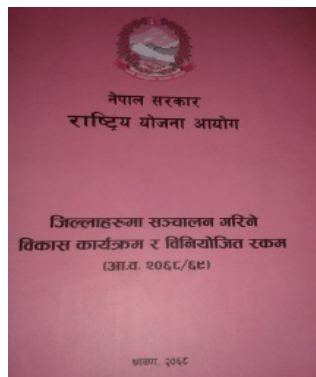 नेपाल सरकार
राष्ट्रिय योजना आयोग
जिल्लाहरुमा सञ्चालन गरिने
विकास कार्यक्रम र विनियोजित रकम
(आ.व. २०६८/६९)
श्रावण, २०६८